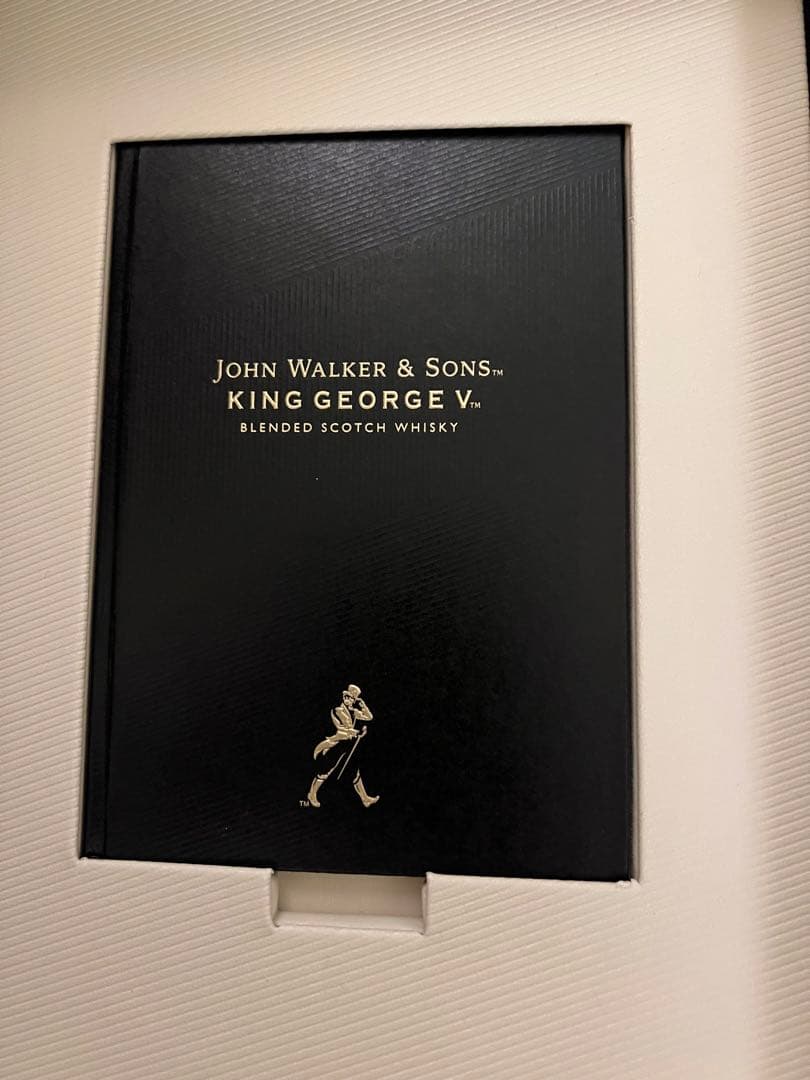 JOHN WALKER & SONS™
KING GEORGE V™
BLENDED SCOTCH WHISKY
TM